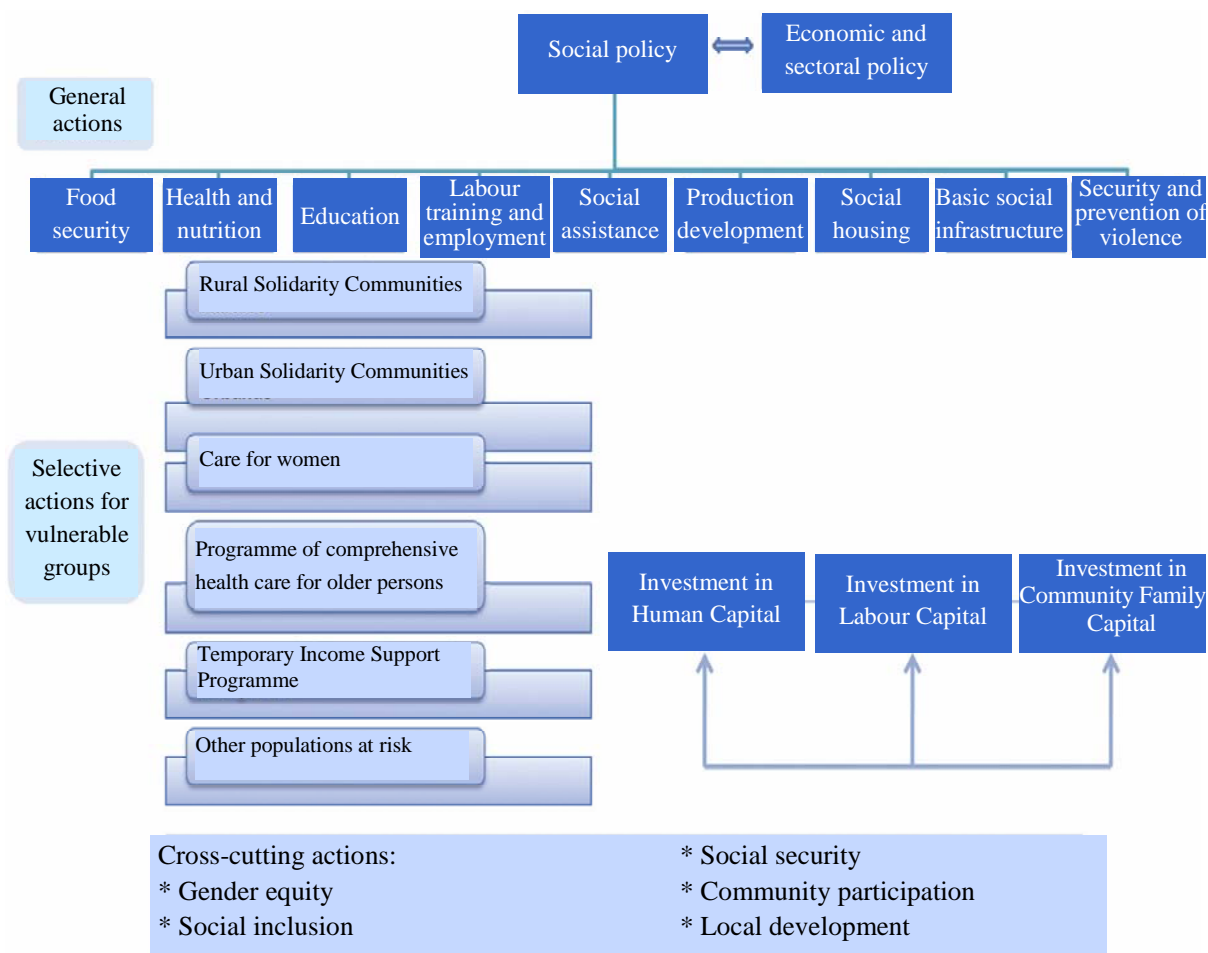 Social policy
Economic and
sectoral policy
General
actions
Food
security
Health and
nutrition
Education
Labour
training and
employment
Social
assistance
Production
development
Social
housing
Basic social
infrastructure
Security and
prevention of
violence
Rural Solidarity Communities
Urban Solidarity Communities
Care for women
Selective
actions for
vulnerable
groups
Programme of comprehensive
health care for older persons
Temporary Income Support
Programme
Other populations at risk
Investment in
Human Capital
Investment in
Labour Capital
Investment in
Community Family
Capital
Cross-cutting actions:
* Gender equity
* Social inclusion
* Social security
* Community participation
* Local development